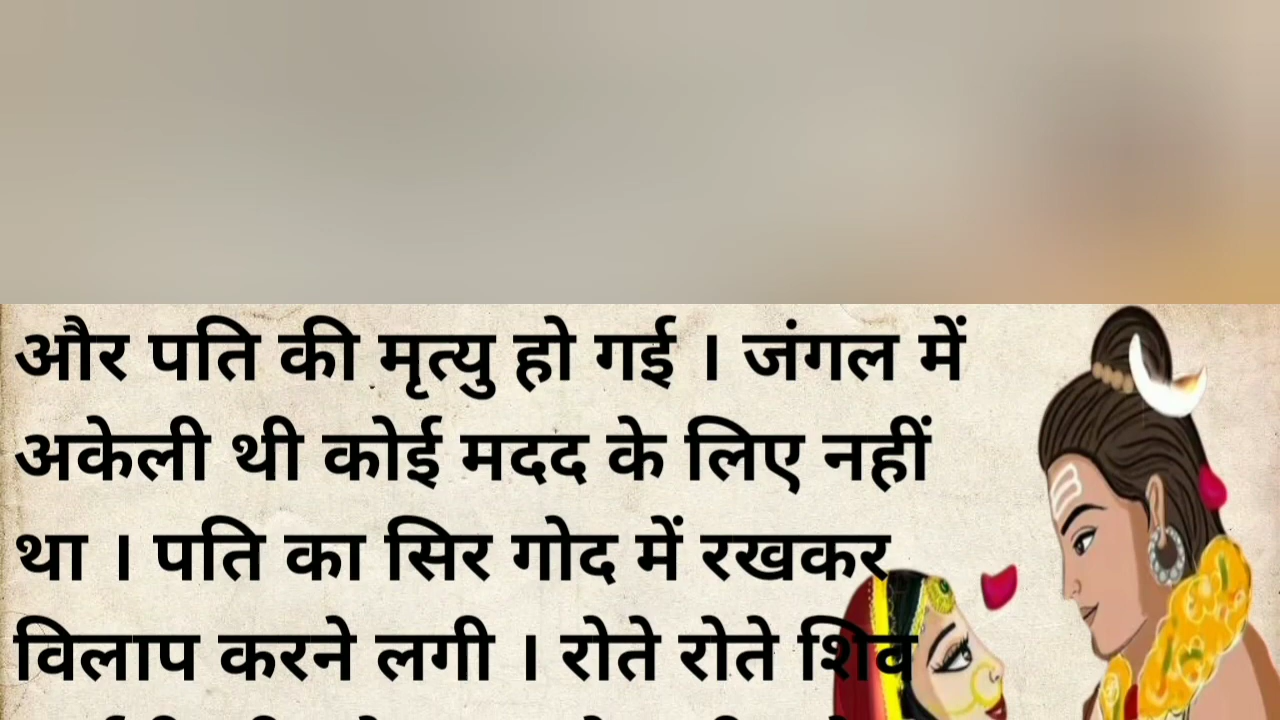 और पति की मृत्यु हो गई । जंगल में
अकेली थी कोई मदद के लिए नहीं
था । पति का सिर गोद में रखकर
विलाप करने लगी । रोते रोते शिव